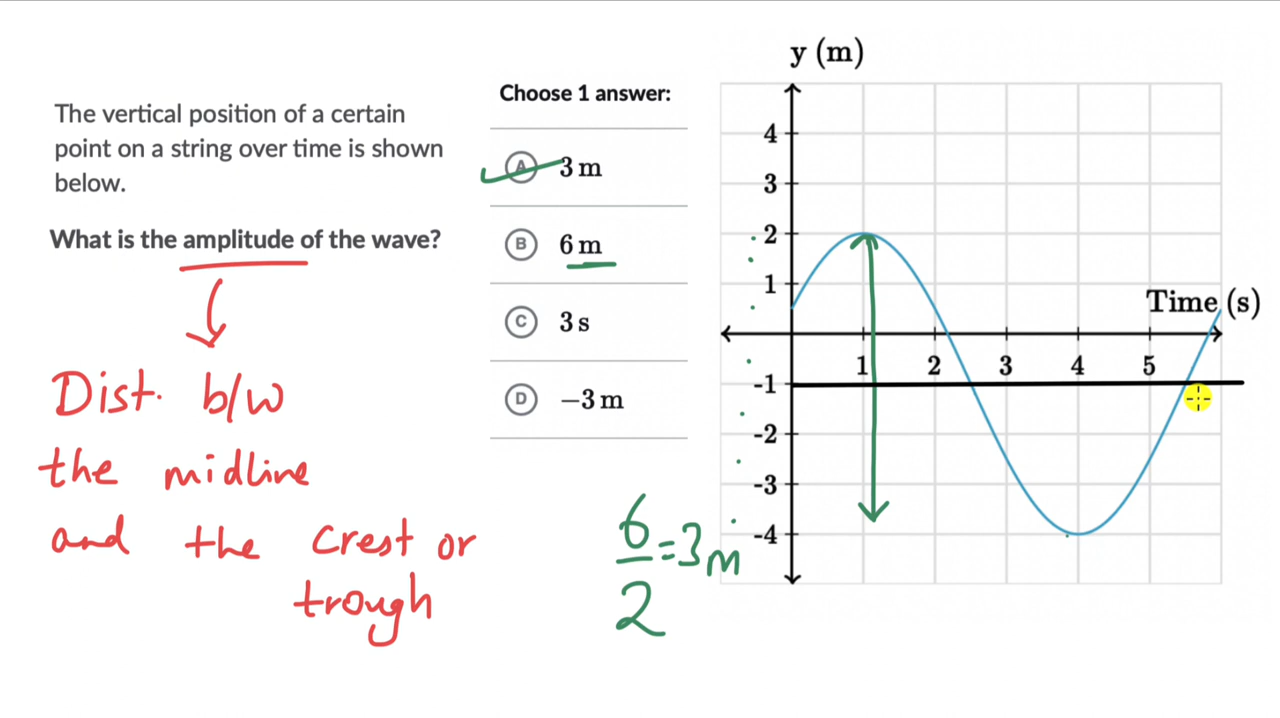 The vertical position of a certain
point on a string over time is shown
below.
What is the amplitude of the wave?
Dist. b/w
the midline
and the crest or
trough
Choose 1 answer:
A 3 m
B 6 m
C 3 s
D −3 m
6
= 3 m
2
y (m)
4
3
2
1
-1
-2
-3
-4
Time (s)
1 2 3 4 5